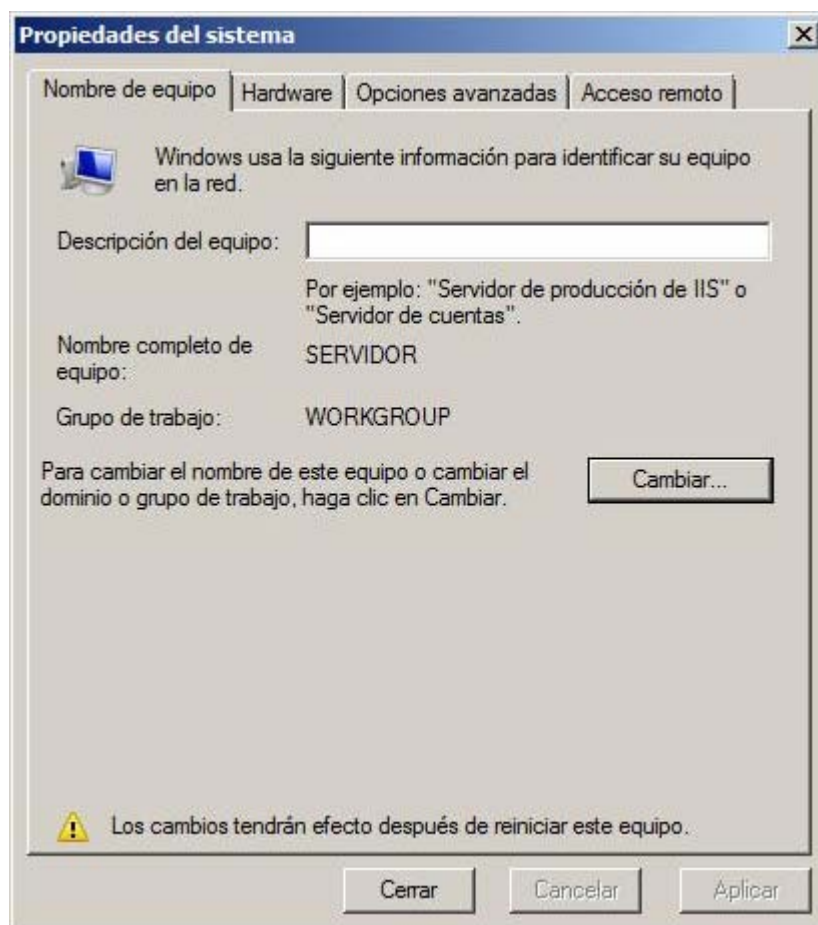 Propiedades del sistema
Nombre de equipo Hardware Opciones avanzadas Acceso remoto
Windows usa la siguiente información para identificar su equipo
en la red.
Descripción del equipo:
Por ejemplo: "Servidor de producción de IIS" o
"Servidor de cuentas".
Nombre completo de
equipo:
SERVIDOR
Grupo de trabajo: WORKGROUP
Para cambiar el nombre de este equipo o cambiar el
dominio o grupo de trabajo, haga clic en Cambiar.
Cambiar...
Los cambios tendrán efecto después de reiniciar este equipo.
Cerrar Cancelar Aplicar